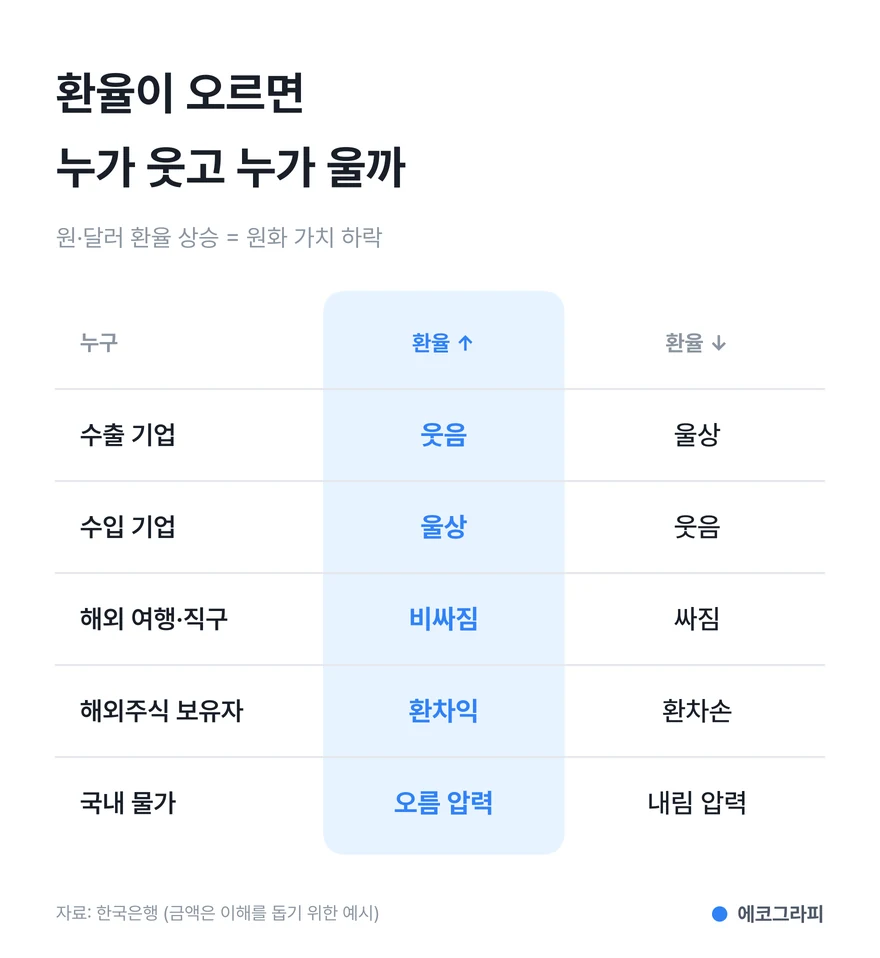 환율이 오르면
누가 웃고 누가 울까
원·달러 환율 상승 = 원화 가치 하락
누구 환율 ↑ 환율 ↓
수출 기업 웃음 울상
수입 기업 울상 웃음
해외 여행·직구 비싸짐 싸짐
해외주식 보유자 환차익 환차손
국내 물가 오름 압력 내림 압력
자료: 한국은행 (금액은 이해를 돕기 위한 예시) 에코그라피